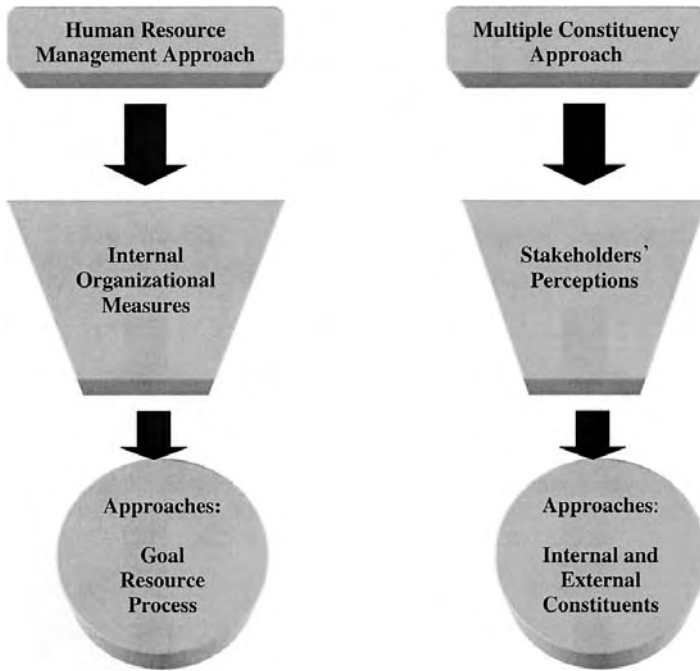 Human Resource
Management Approach
Internal
Organizational
Measures
Approaches:
Goal
Resource
Process
Multiple Constituency
Approach
Stakeholders'
Perceptions
Approaches:
Internal and
External
Constituents